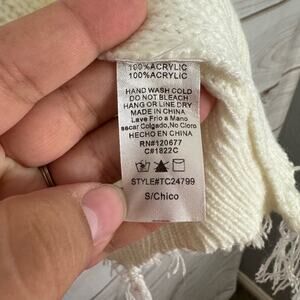 100%ACRYLIC
100%ACRYLIC
HAND WASH COLD
DO NOT BLEACH
HANG OR LINE DRY
MADE IN CHINA
Lave Frio a Mano
secar Colgado,No Cloro
HECHO EN CHINA
RN#120677
C#1822C
STYLE#TC24799
S/Chico